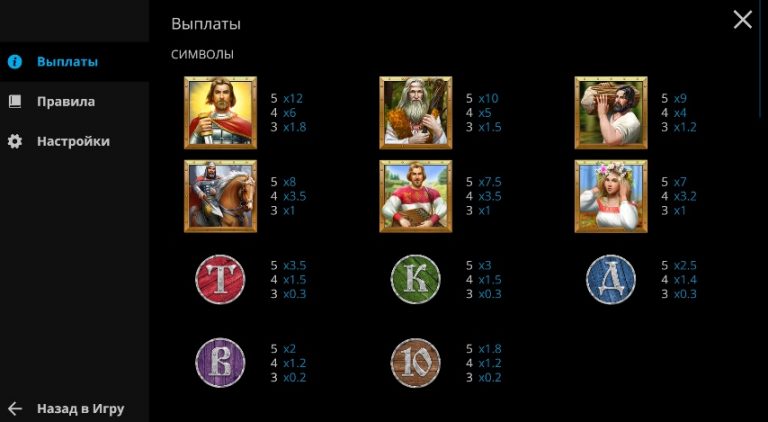 Выплаты
Правила
Настройки
Назад в Игру
Выплаты
СИМВОЛЫ
5 x12
4 x6
3 x1.8
5 x10
4 x5
3 x1.5
5 x9
4 x4
3 x1.2
5 x8
4 x3.5
3 x1
5 x7.5
4 x3.5
3 x1
5 x7
4 x3.2
3 x1
Т
5 x3.5
4 x1.5
3 x0.3
К
5 x3
4 x1.5
3 x0.3
Д
5 x2.5
4 x1.4
3 x0.3
В
5 x2
4 x1.2
3 x0.2
10
5 x1.8
4 x1.2
3 x0.2